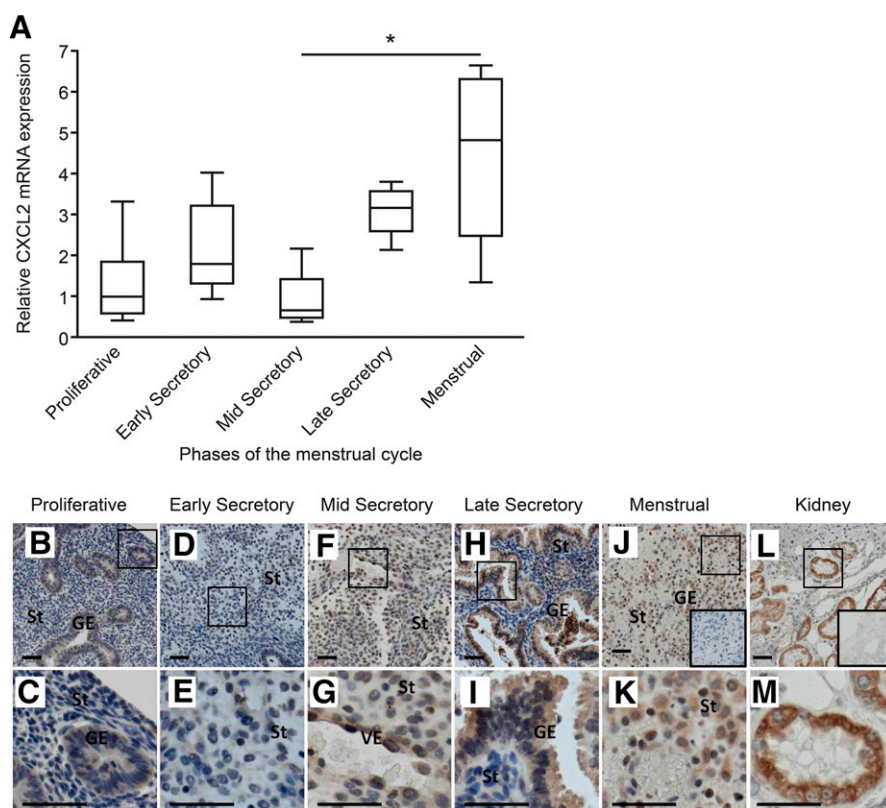 A
*
Relative CXCL2 mRNA expression
7
6
5
4
3
2
1
0
Proliferative
Early Secretory
Mid Secretory
Late Secretory
Menstrual
Phases of the menstrual cycle
Proliferative Early Secretory Mid Secretory Late Secretory Menstrual Kidney
B D F H J L
St GE St St St GE St GE
C E G I K M
St GE St St VE GE St St